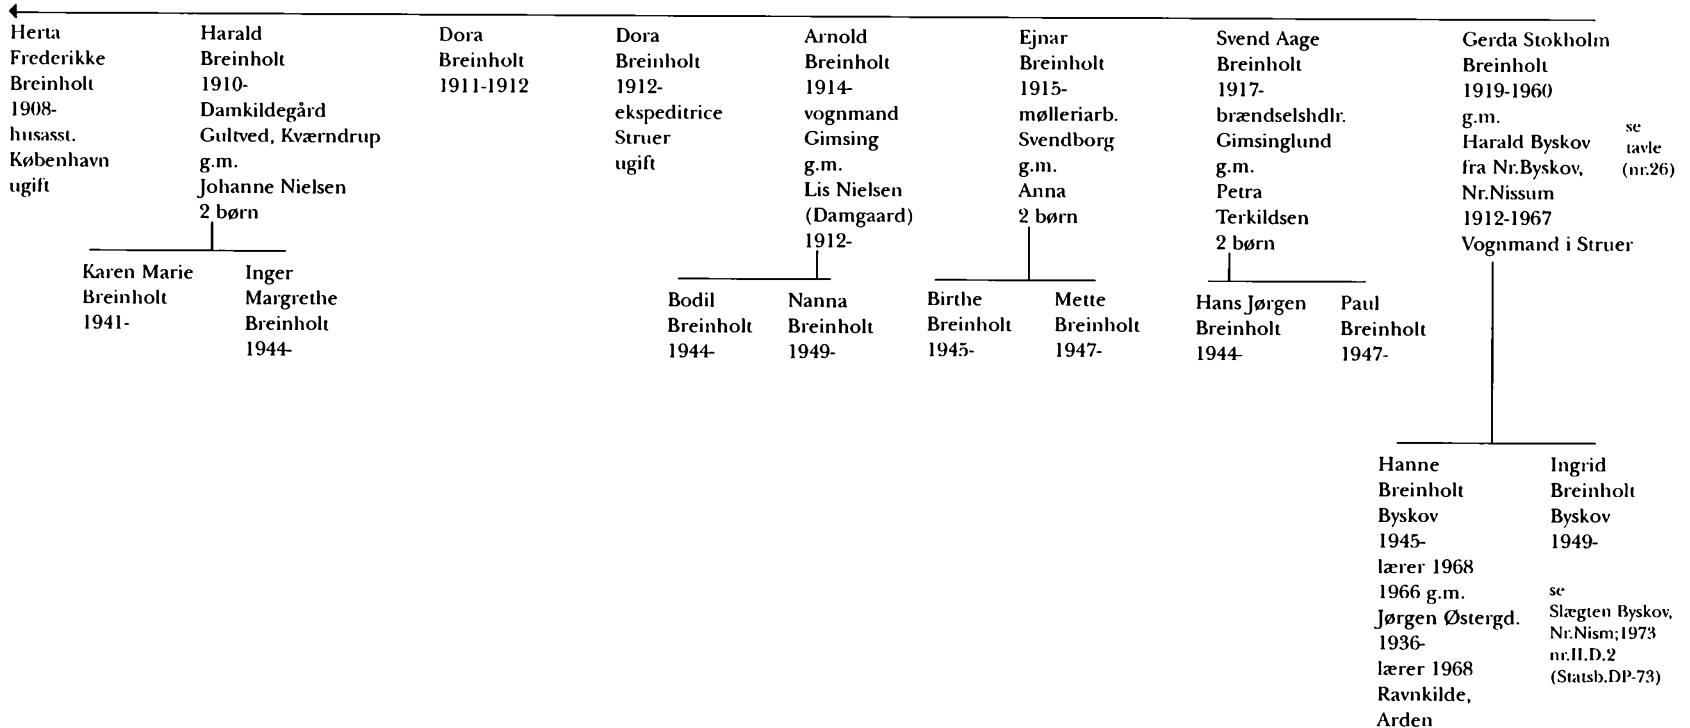 Herta
Frederikke
Breinholt
1908-
husasst.
København
ugift
Harald
Breinholt
1910-
Damkildegård
Gultved, Kværndrup
g.m.
Johanne Nielsen
2 børn
Karen Marie
Breinholt
1941-
Inger
Margrethe
Breinholt
1944-
Dora
Breinholt
1911-1912
Dora
Breinholt
1912-
ekspeditrice
Struer
ugift
Arnold
Breinholt
1914-
vognmand
Gimsing
g.m.
Lis Nielsen
(Damgaard)
1912-
Bodil
Breinholt
1944-
Nanna
Breinholt
1949-
Ejnar
Breinholt
1915-
mølleriarb.
Svendborg
g.m.
Anna
2 børn
Birthe
Breinholt
1945-
Mette
Breinholt
1947-
Svend Aage
Breinholt
1917-
brændselshdlr.
Gimsinglund
g.m.
Petra
Terkildsen
2 børn
Hans Jørgen
Breinholt
1944-
Paul
Breinholt
1947-
Gerda Stokholm
Breinholt
1919-1960
g.m.
Harald Byskov
fra Nr.Byskov,
Nr.Nissum
1912-1967
Vognmand i Struer
se
tavle
(nr.26)
Hanne
Breinholt
Byskov
1945-
lærer 1968
1966 g.m.
Jørgen Østergd.
1936-
lærer 1968
Ravnkilde,
Arden
Ingrid
Breinholt
Byskov
1949-
se
Slægten Byskov,
Nr.Nism;1973
nr.II.D.2
(Statsb.DP-73)